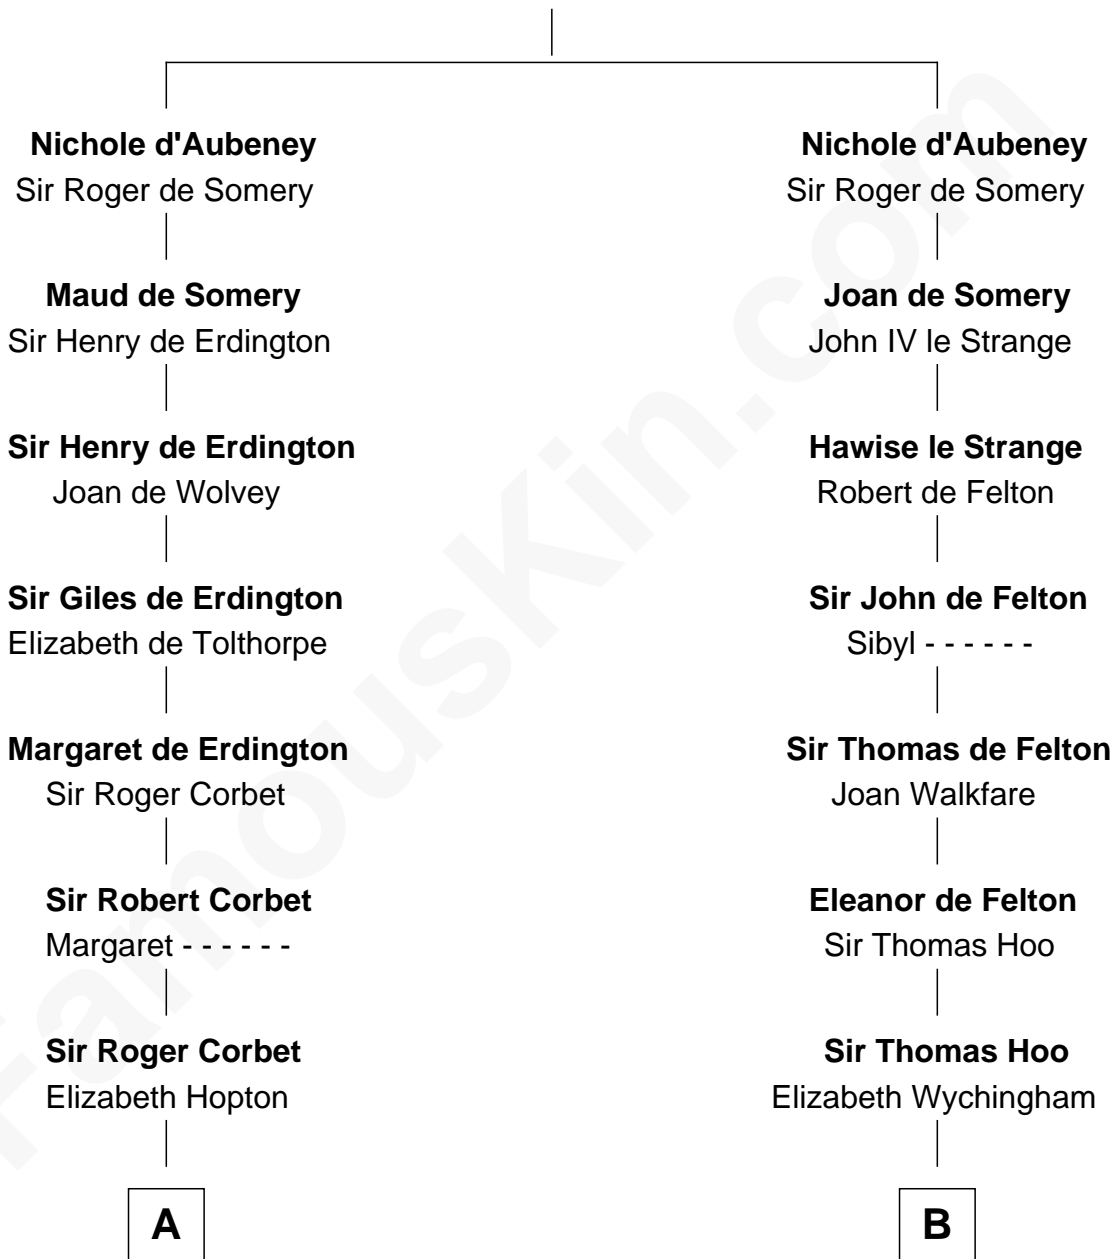 Nichole d'Aubeney
Sir Roger de Somery
Maud de Somery
Sir Henry de Erdington
Sir Henry de Erdington
Joan de Wolvey
Sir Giles de Erdington
Elizabeth de Tolthorpe
Margaret de Erdington
Sir Roger Corbet
Sir Robert Corbet
Margaret - - - - - -
Sir Roger Corbet
Elizabeth Hopton
A
Nichole d'Aubeney
Sir Roger de Somery
Joan de Somery
John IV le Strange
Hawise le Strange
Robert de Felton
Sir John de Felton
Sibyl - - - - - -
Sir Thomas de Felton
Joan Walkfare
Eleanor de Felton
Sir Thomas Hoo
Sir Thomas Hoo
Elizabeth Wychingham
B
FamousKin.com